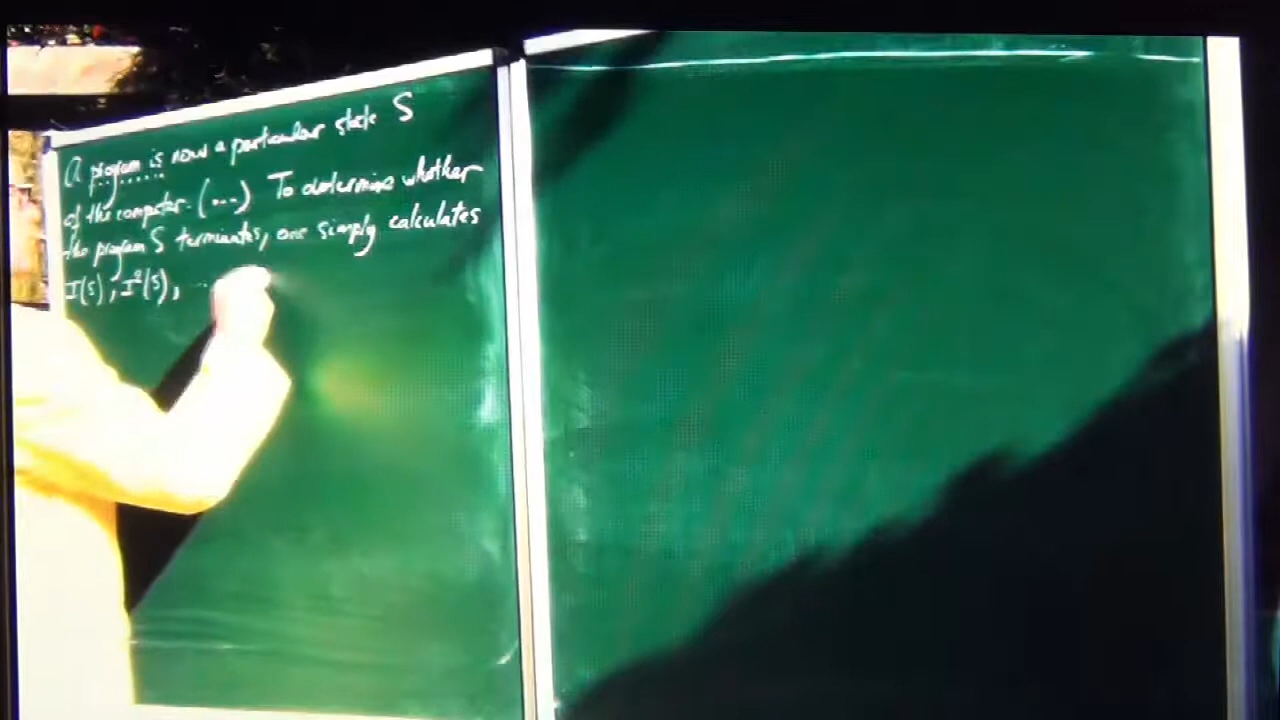 A program is now a particular state S
of the computer. (...) To determine whether
the program S terminates, one simply calculates
I(S), I²(S), ..